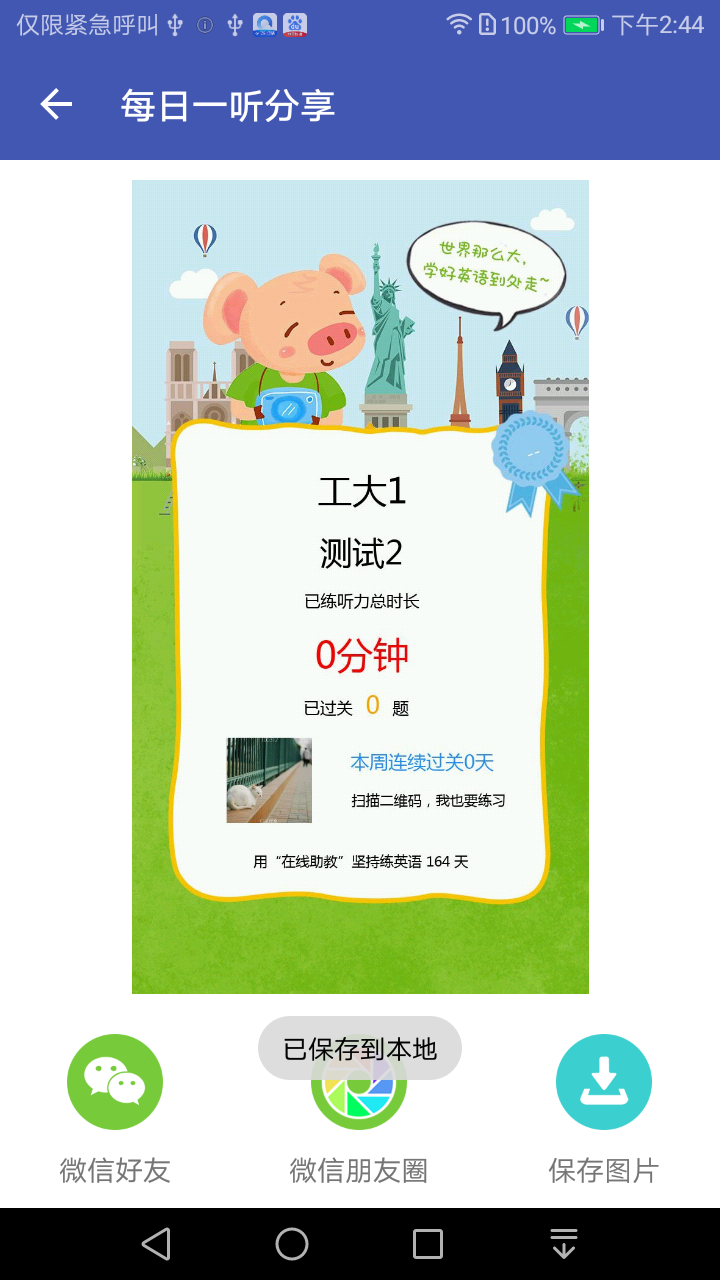 仅限紧急呼叫 100% 下午2:44
每日一听分享
世界那么大,
学好英语到处走~
工大1
测试2
已练听力总时长
0分钟
已过关 0 题
本周连续过关0天
扫描二维码，我也要练习
用“在线助教”坚持练英语 164 天
已保存到本地
微信好友
微信朋友圈
保存图片